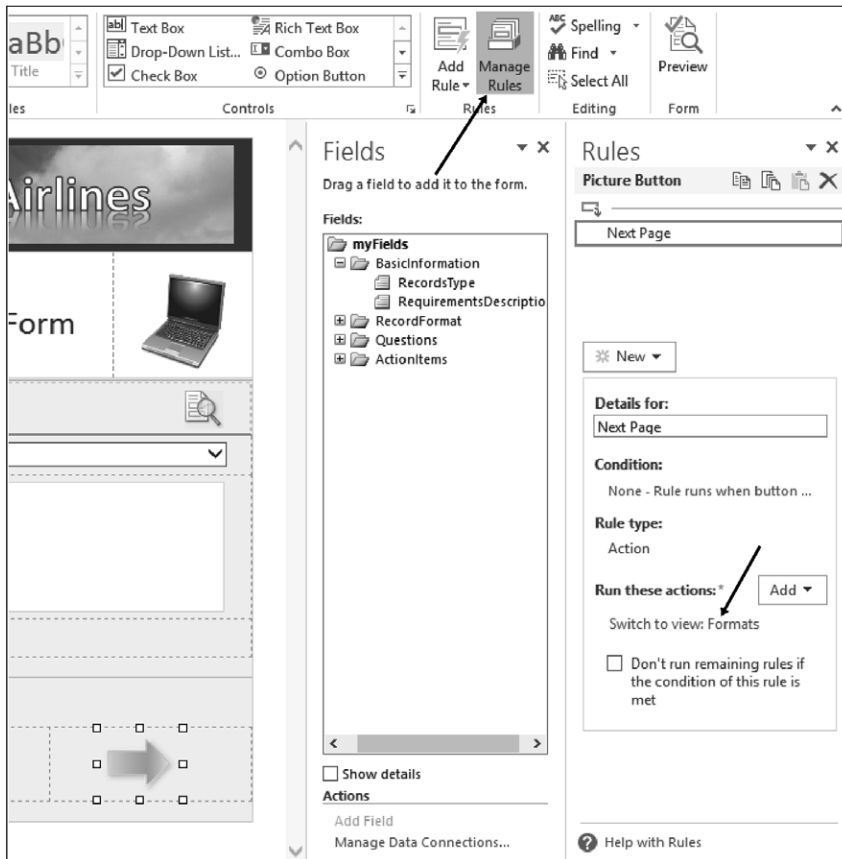 aBb
Title
les
Text Box
Rich Text Box
Drop-Down List...
Combo Box
Check Box
Option Button
Controls
Add
Rule
Manage
Rules
Rules
ABC
Spelling
Find
Select All
Editing
Preview
Form
Airlines
Form
Fields
Drag a field to add it to the form.
Fields:
myFields
BasicInformation
RecordsType
RequirementsDescriptio
RecordFormat
Questions
ActionItems
Show details
Actions
Add Field
Manage Data Connections...
Rules
Picture Button
Next Page
New
Details for:
Next Page
Condition:
None - Rule runs when button ...
Rule type:
Action
Run these actions:*
Add
Switch to view: Formats
Don't run remaining rules if
the condition of this rule is
met
Help with Rules